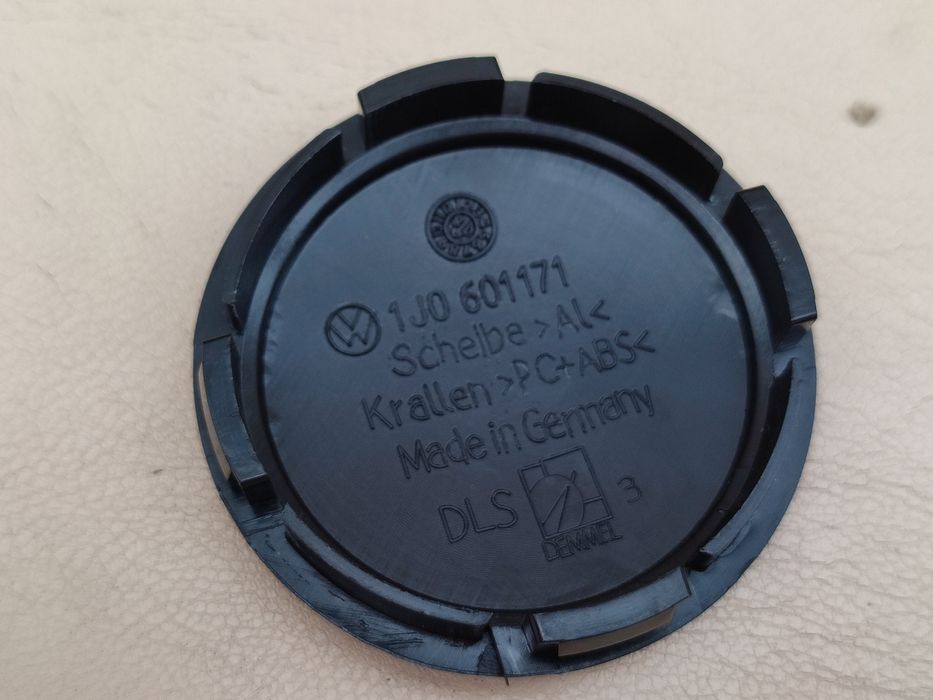 1J0 601171
Scheibe >AL<
Krallen >PC+ABS<
Made in Germany
DLS 3
DEMMEL